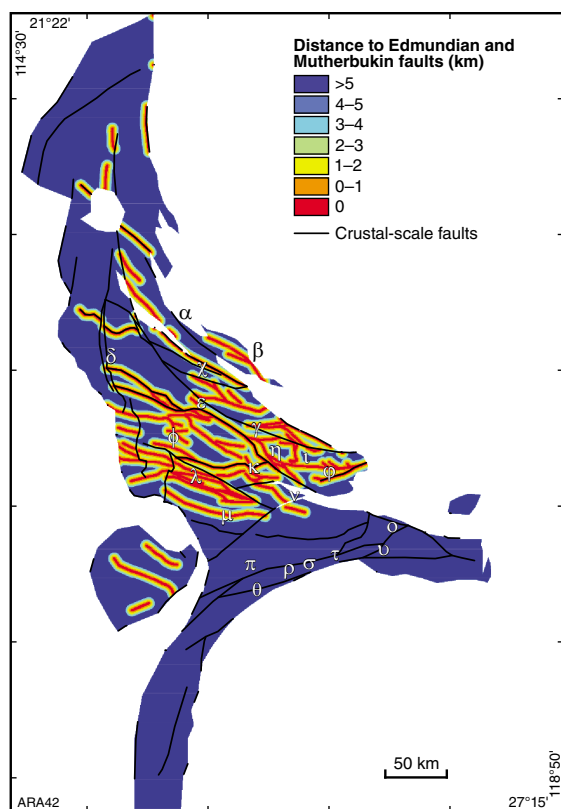 21°22'
114°30'
Distance to Edmundian and
Mutherbukin faults (km)
>5
4–5
3–4
2–3
1–2
0–1
0
Crustal-scale faults
α
β
δ
χ
ε
γ
ϕ
η
ι
κ
φ
λ
ν
μ
ο
π
ρ
σ
τ
υ
θ
50 km
ARA42
27°15'
118°50'